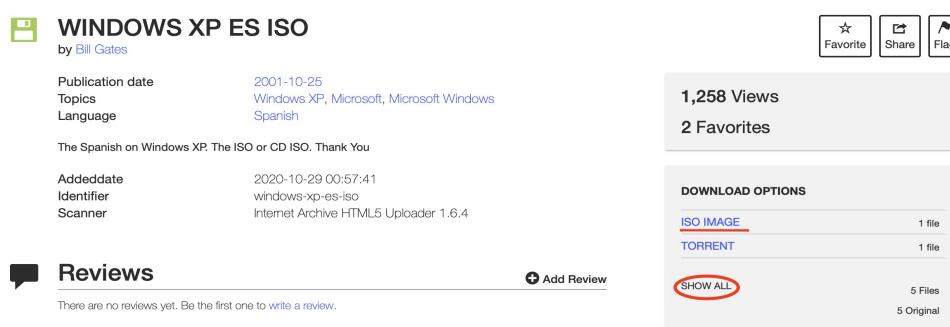 WINDOWS XP ES ISO
by Bill Gates
Publication date 2001-10-25
Topics Windows XP, Microsoft, Microsoft Windows
Language Spanish
The Spanish on Windows XP. The ISO or CD ISO. Thank You
Addeddate 2020-10-29 00:57:41
Identifier windows-xp-es-iso
Scanner Internet Archive HTML5 Uploader 1.6.4
Reviews
Add Review
There are no reviews yet. Be the first one to write a review.
Favorite
Share
1,258 Views
2 Favorites
DOWNLOAD OPTIONS
ISO IMAGE 1 file
TORRENT 1 file
SHOW ALL 5 Files
5 Original